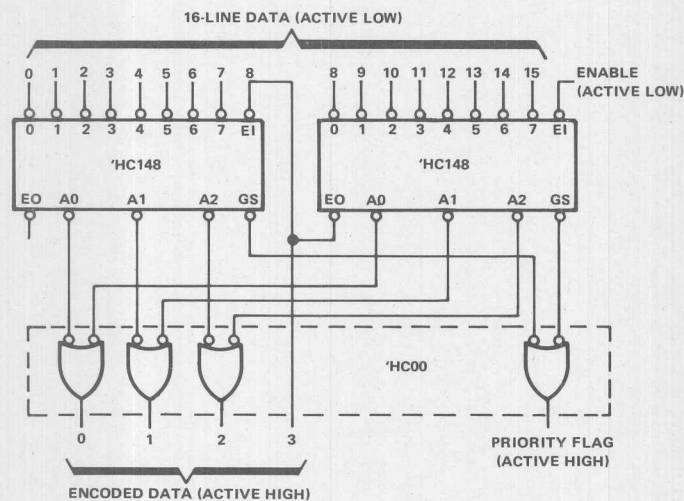 16-LINE DATA (ACTIVE LOW)
0 1 2 3 4 5 6 7 8
8 9 10 11 12 13 14 15
ENABLE
(ACTIVE LOW)
0 1 2 3 4 5 6 7 EI
0 1 2 3 4 5 6 7 EI
'HC148
'HC148
EO A0 A1 A2 GS
EO A0 A1 A2 GS
'HC00
0 1 2 3
PRIORITY FLAG
(ACTIVE HIGH)
ENCODED DATA (ACTIVE HIGH)